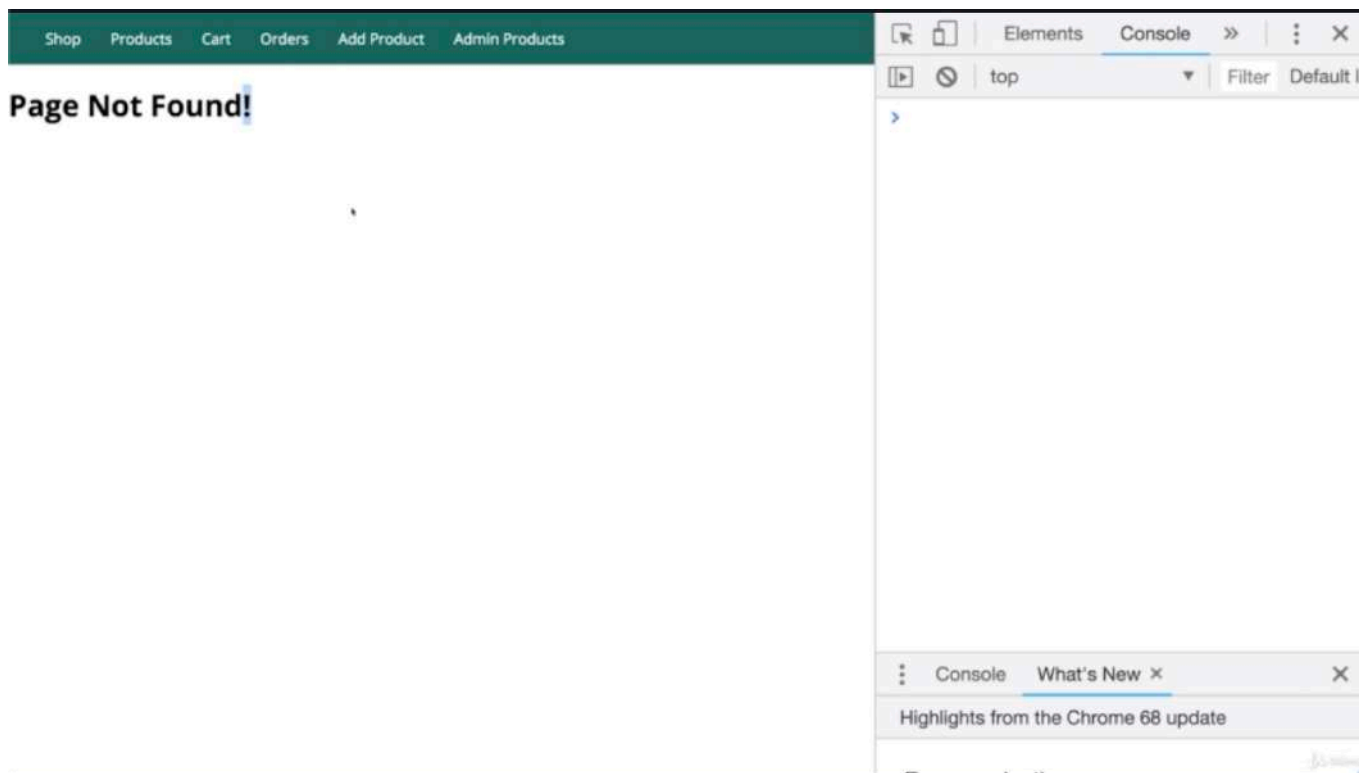 Shop Products Cart Orders Add Product Admin Products
Page Not Found!
Elements Console »
top Filter Default
Console What's New
Highlights from the Chrome 68 update